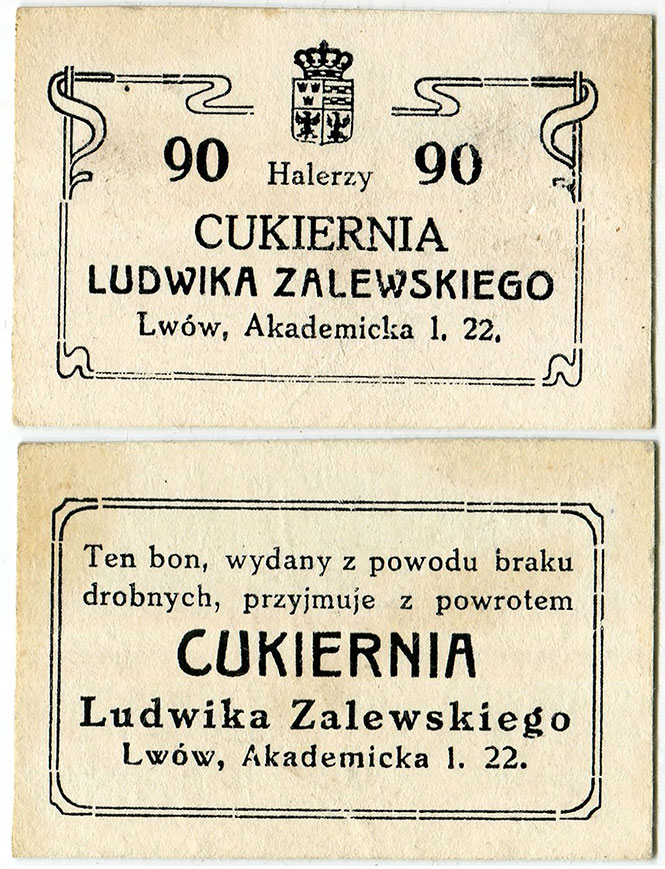 90 Halerzy 90
CUKIERNIA
LUDWIKA ZALEWSKIEGO
Lwów, Akademicka l. 22.
Ten bon, wydany z powodu braku
drobnych, przyjmuje z powrotem
CUKIERNIA
Ludwika Zalewskiego
Lwów, Akademicka l. 22.